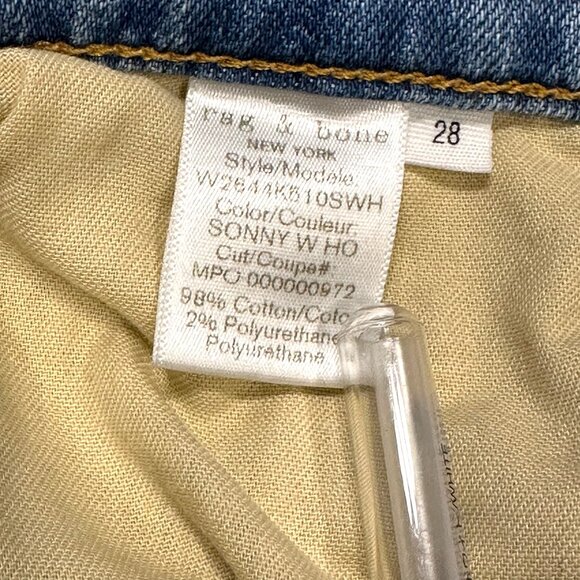 rag & bone
28
NEW YORK
Style/Modele
W2644K510SWH
Color/Couleur
SONNY W HO
Cut/Coupe#
MPO 000000972
98% Cotton/Coto
2% Polyurethane
Polyurethane